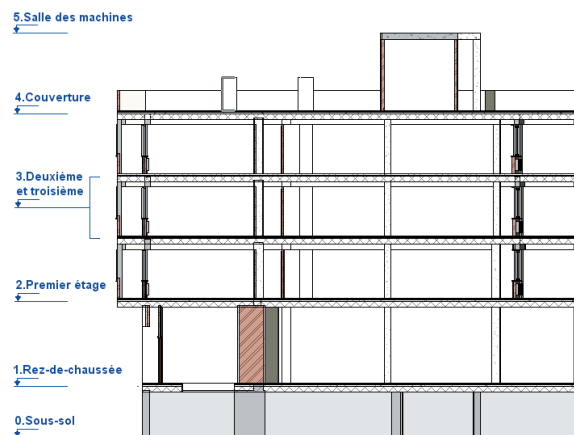 5.Salle des machines
4.Couverture
3.Deuxième
et troisième
2.Premier étage
1.Rez-de-chaussée
0.Sous-sol